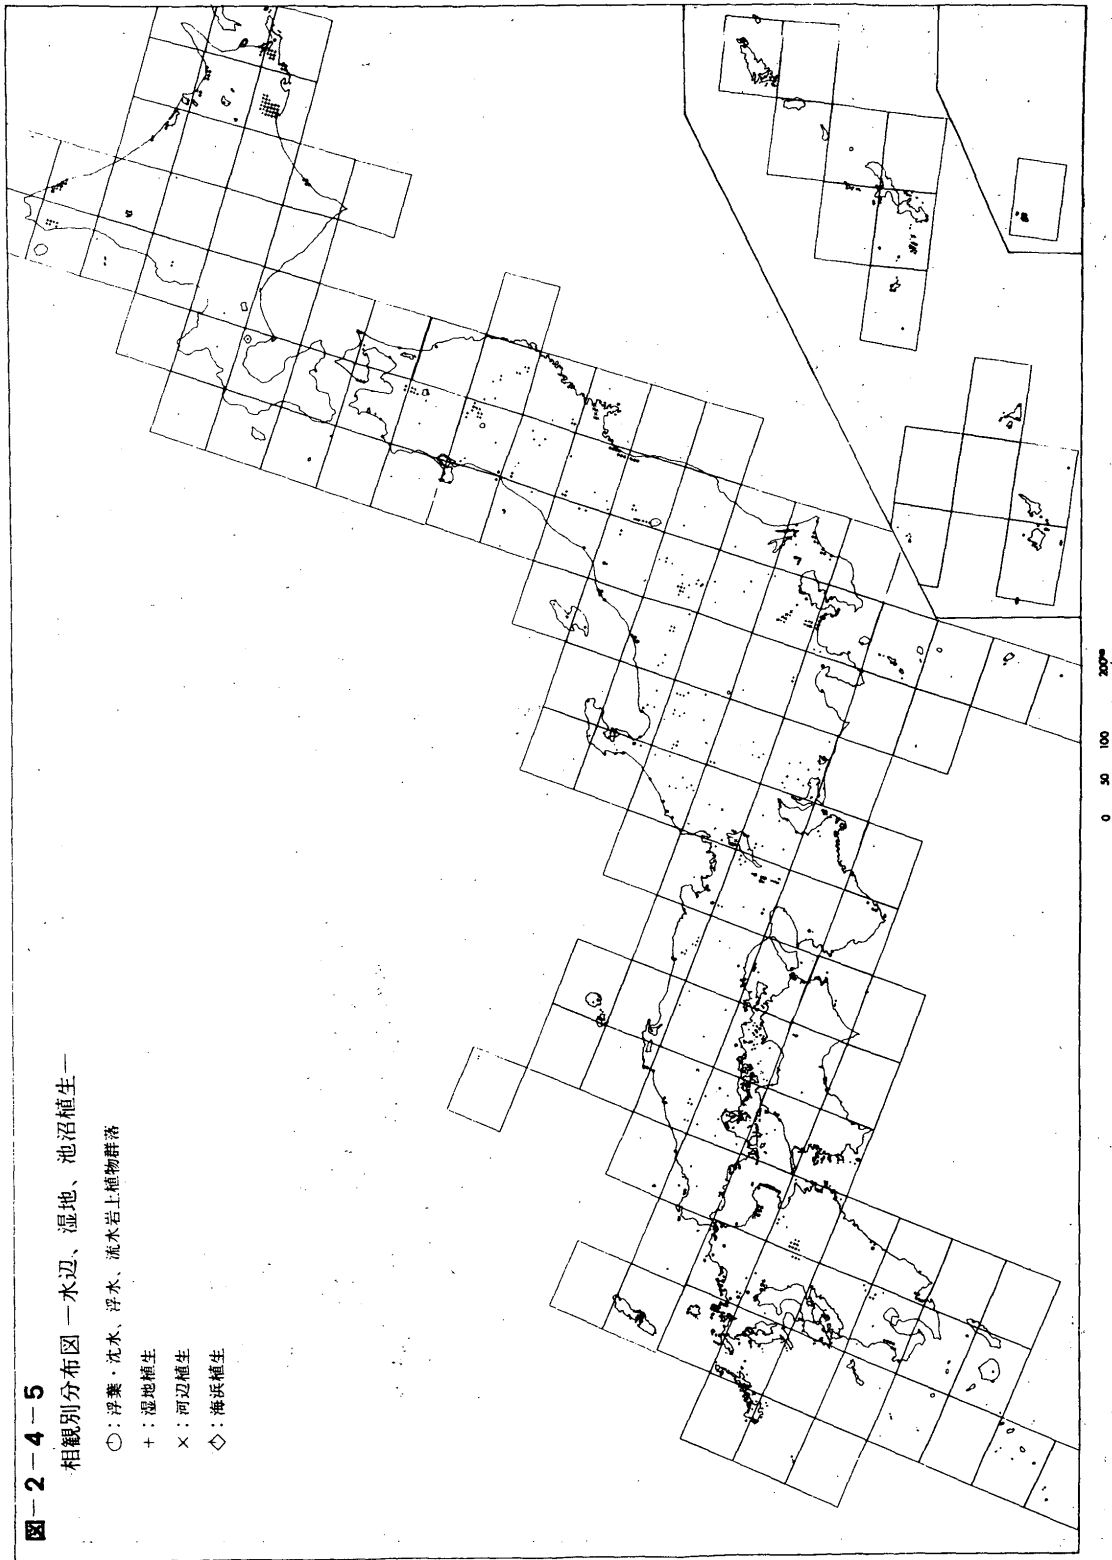 図−2−4−5
相観別分布図 ―水辺、湿地、池沼植生―
○：浮葉・沈水、浮水、流水岩上植物群落
+：湿地植生
×：河辺植生
◇：海浜植生
0 50 100 200km